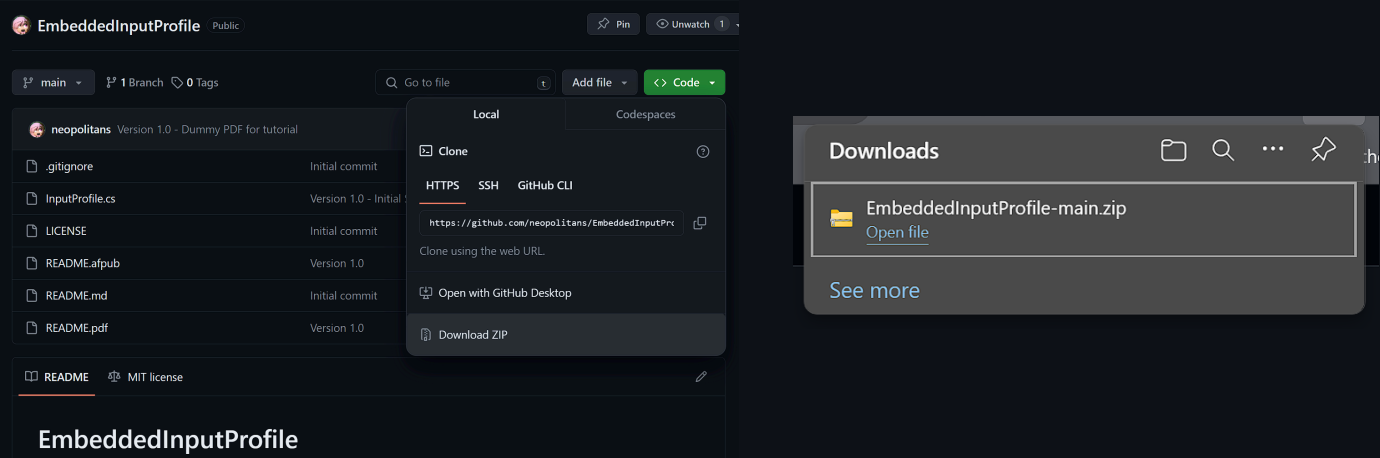 EmbeddedInputProfile Public
Pin
Unwatch 1
main
1 Branch
0 Tags
Go to file t
Add file
<> Code
neopolitans Version 1.0 - Dummy PDF for tutorial
.gitignore Initial commit
InputProfile.cs Version 1.0 - Initial S
LICENSE Initial commit
README.afpub Version 1.0
README.md Initial commit
README.pdf Version 1.0
Local Codespaces
Clone
HTTPS SSH GitHub CLI
https://github.com/neopolitans/EmbeddedInputPr
Clone using the web URL.
Open with GitHub Desktop
Download ZIP
README MIT license
EmbeddedInputProfile
Downloads
EmbeddedInputProfile-main.zip
Open file
See more